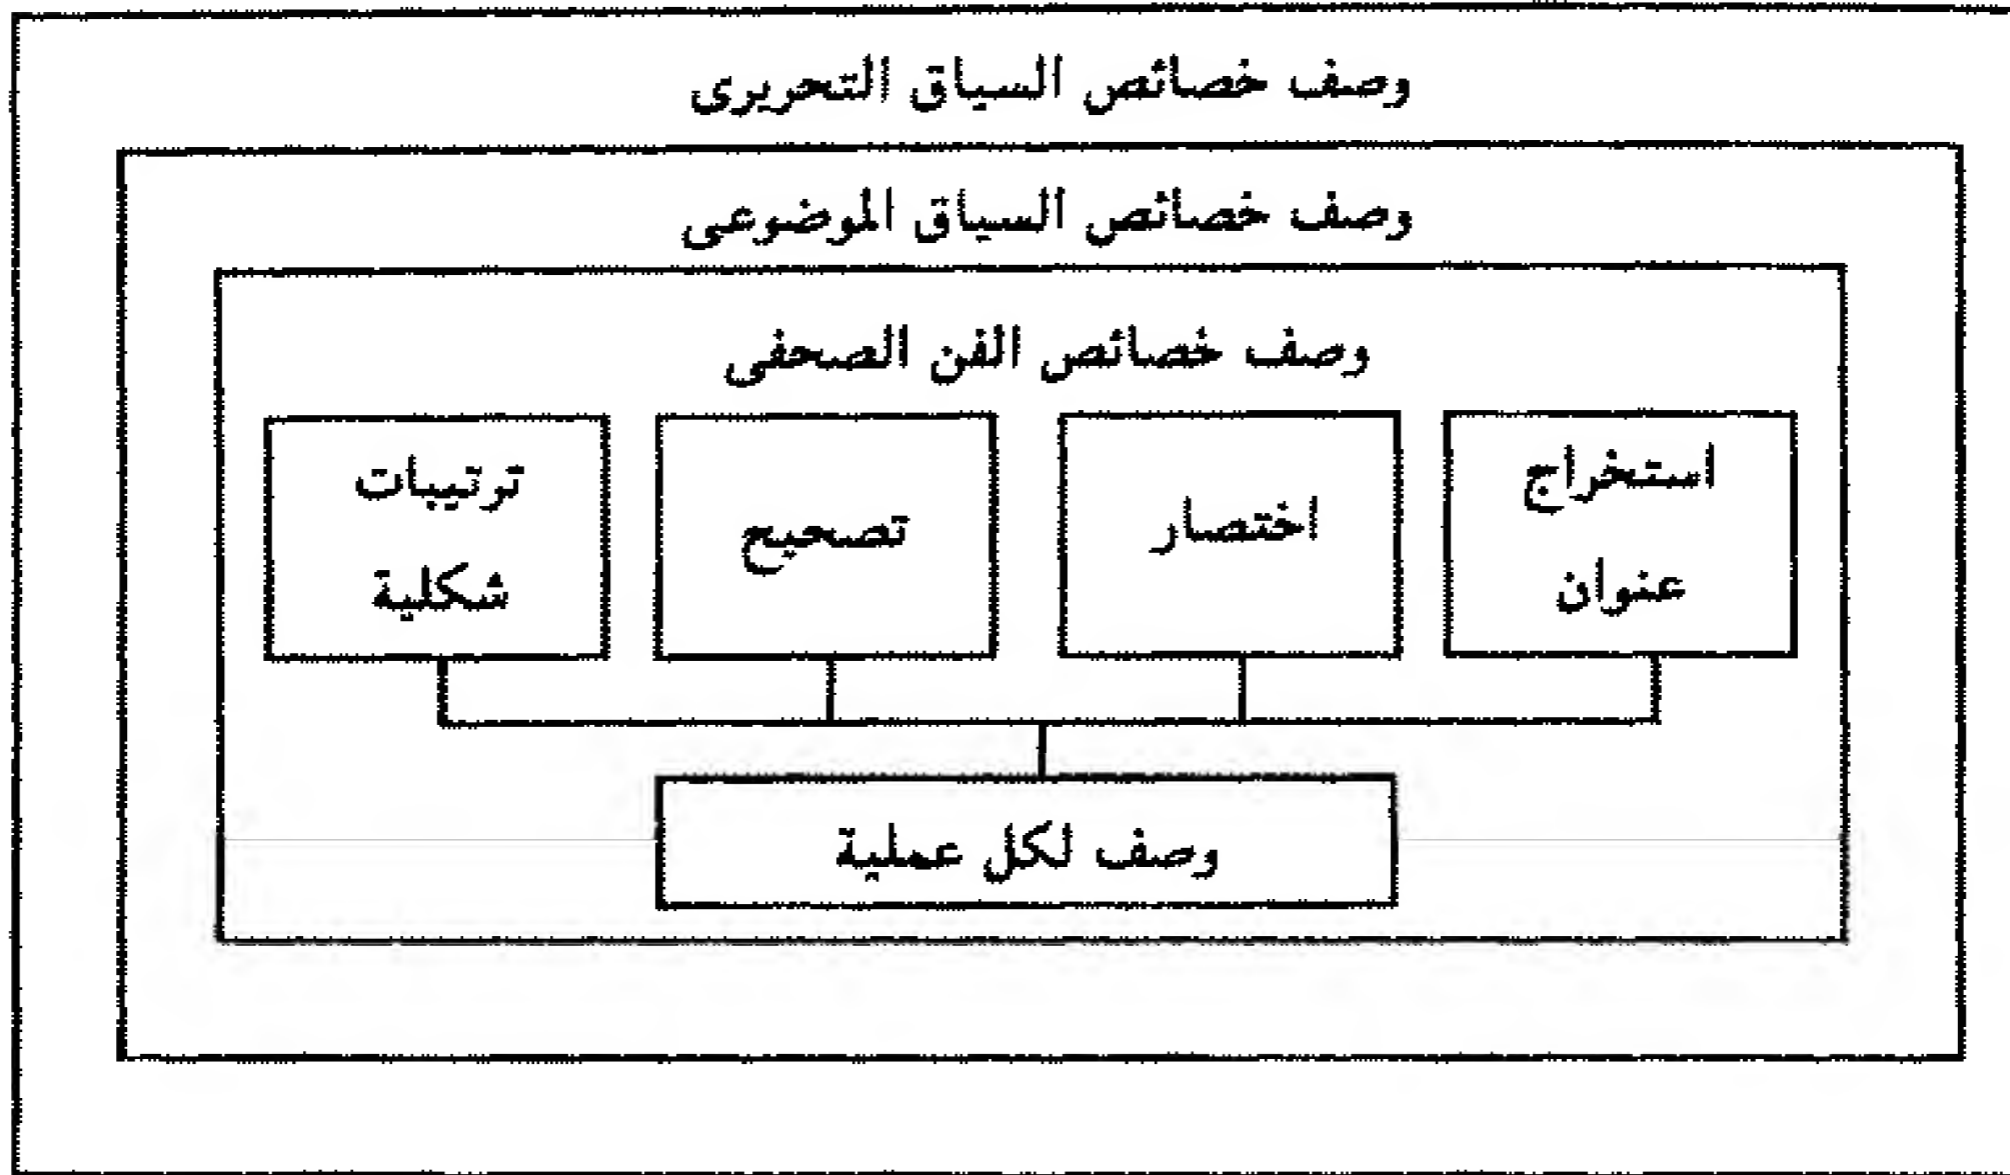 وصف خصائص السياق التحريرى
وصف خصائص السياق الموضوعى
وصف خصائص الفن الصحفى
استخراج
عنوان
اختصار
تصحيح
ترتيبات
شكلية
وصف لكل عملية